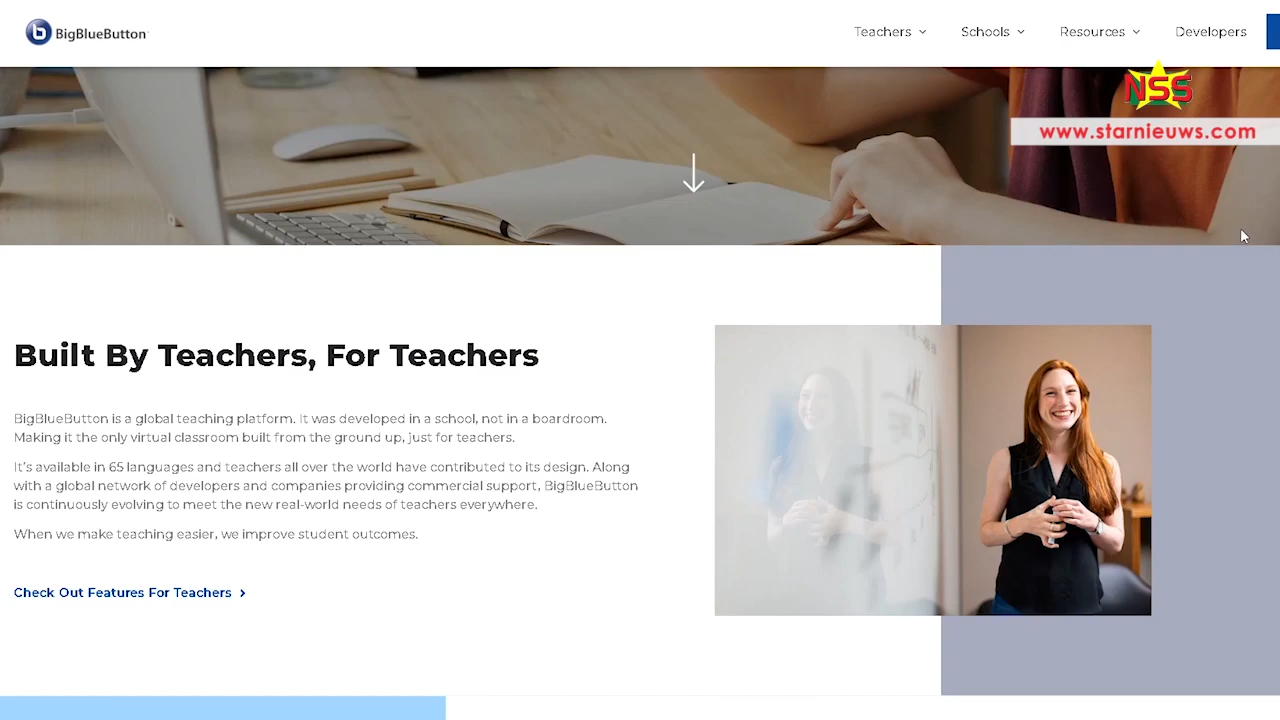 BigBlueButton
Teachers
Schools
Resources
Developers
NSS
www.starnieuws.com
Built By Teachers, For Teachers
BigBlueButton is a global teaching platform. It was developed in a school, not in a boardroom.
Making it the only virtual classroom built from the ground up, just for teachers.
It's available in 65 languages and teachers all over the world have contributed to its design. Along
with a global network of developers and companies providing commercial support, BigBlueButton
is continuously evolving to meet the new real-world needs of teachers everywhere.
When we make teaching easier, we improve student outcomes.
Check Out Features For Teachers